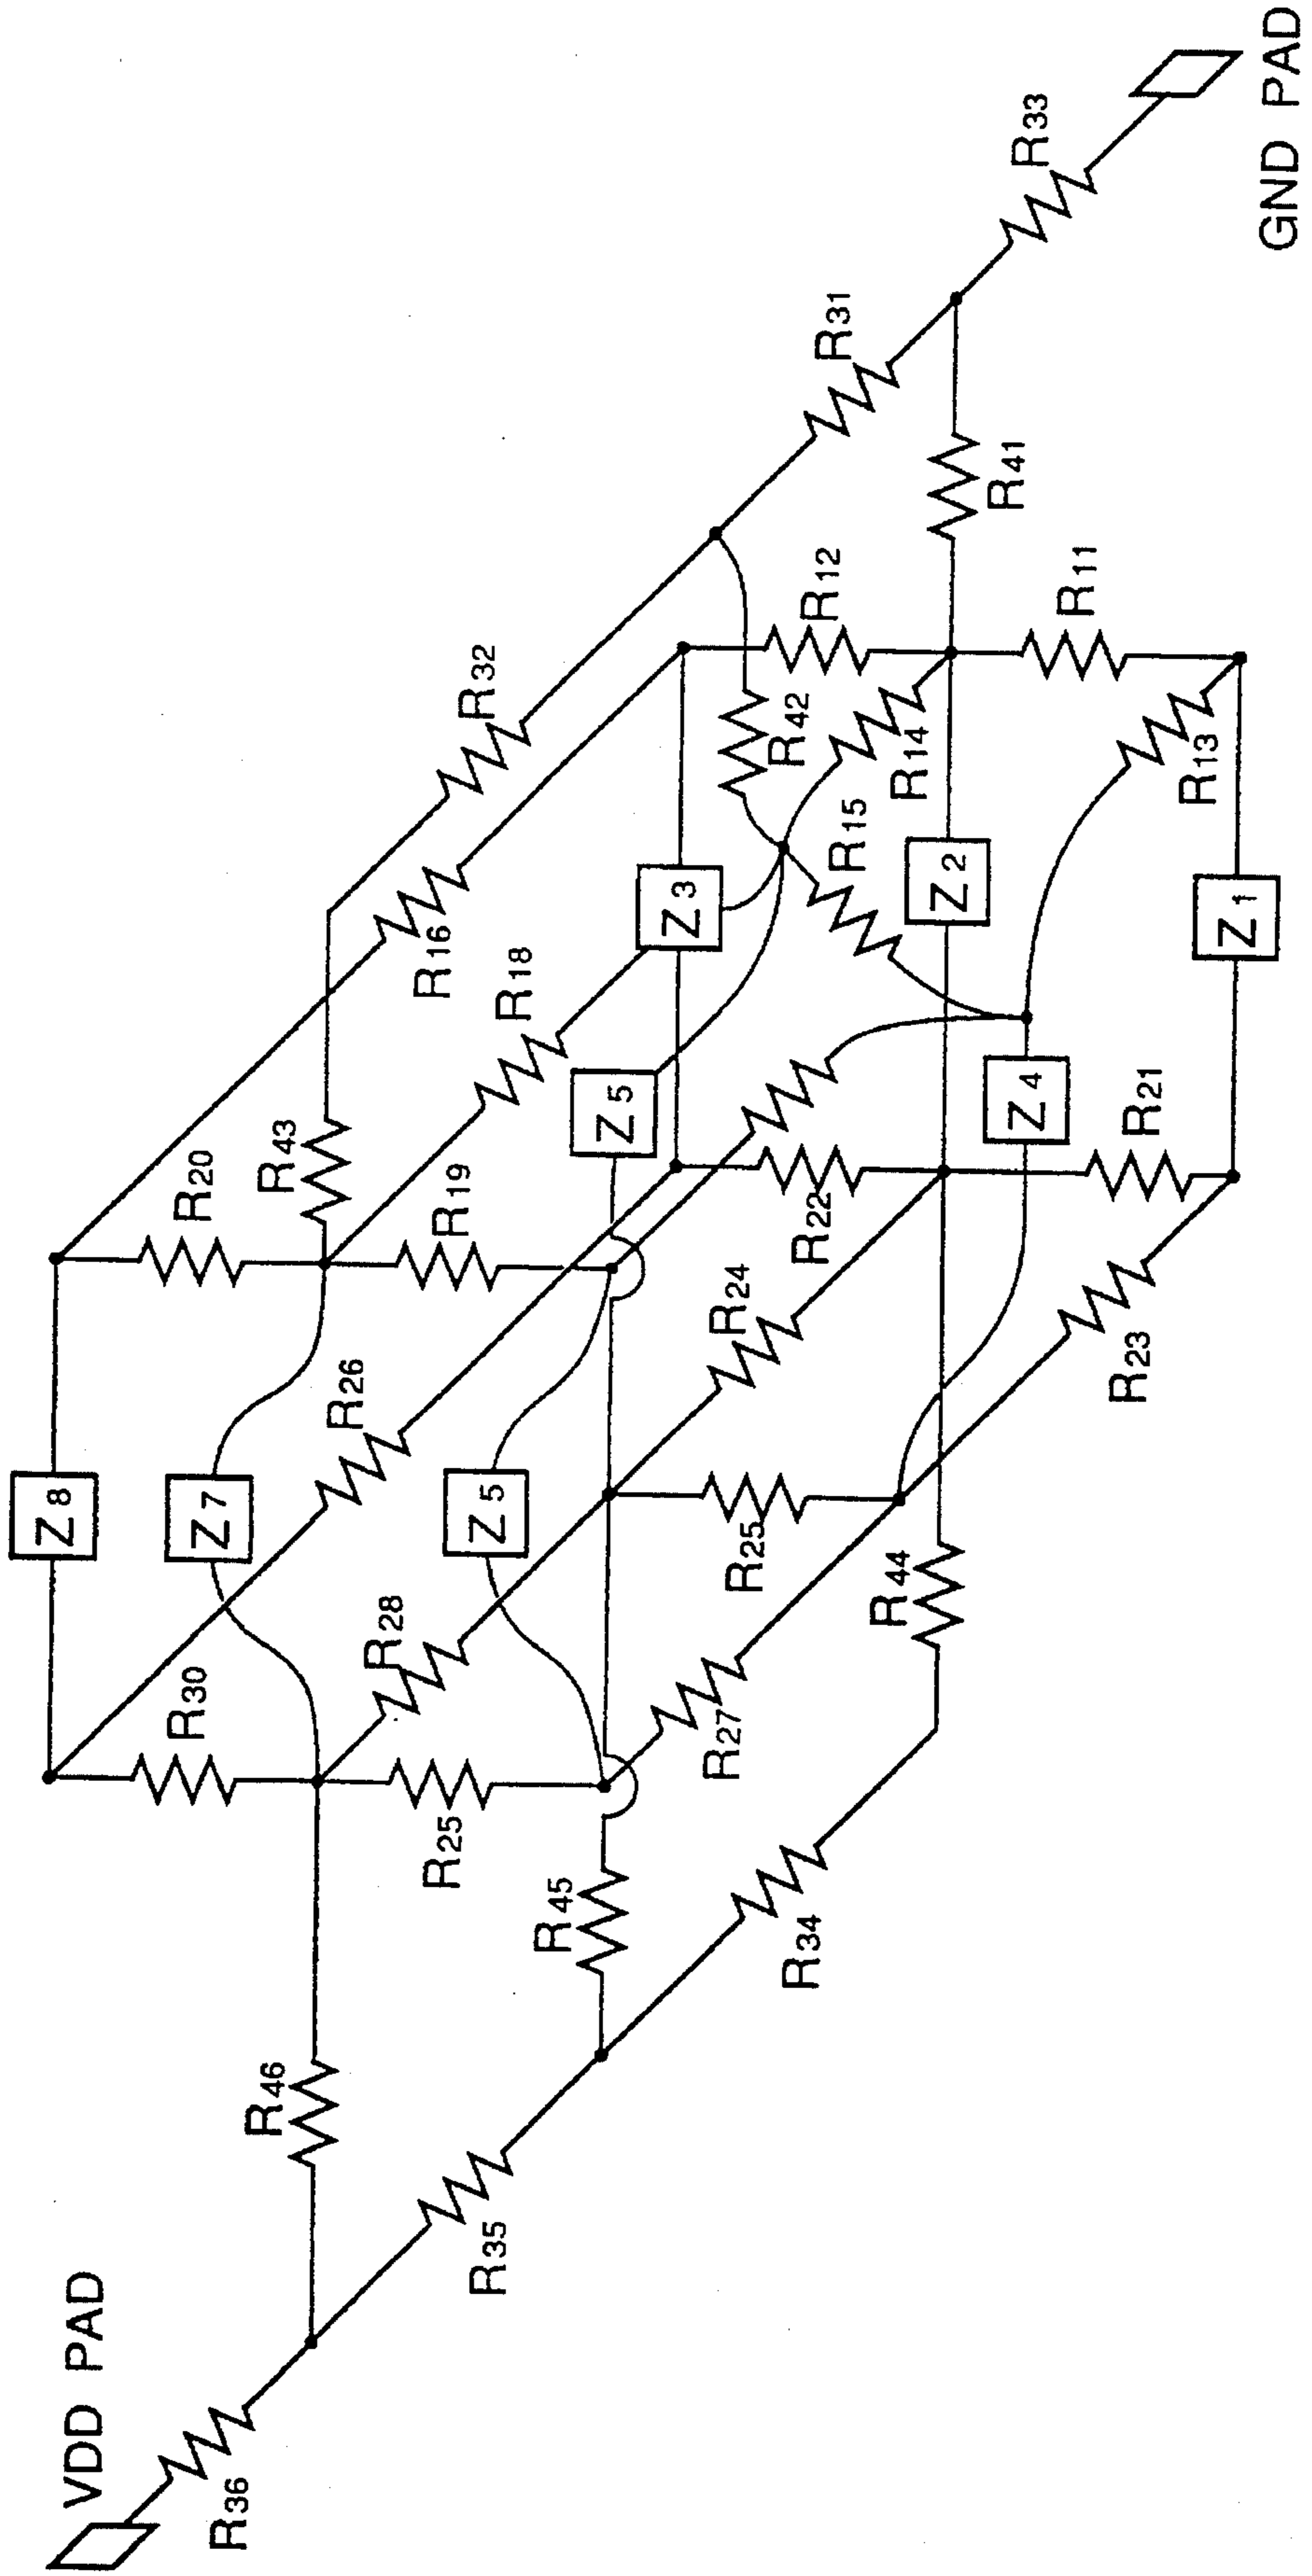 VDD PAD
R36
R46
R35
R45
R34
R30
R25
R28
R27
R44
Z8
Z7
Z5
R25
R26
R24
R23
R20
R43
R19
R22
R21
Z5
Z4
R16
R18
Z3
Z2
Z1
R15
R42
R14
R13
R32
R12
R11
R31
R41
R33
GND PAD